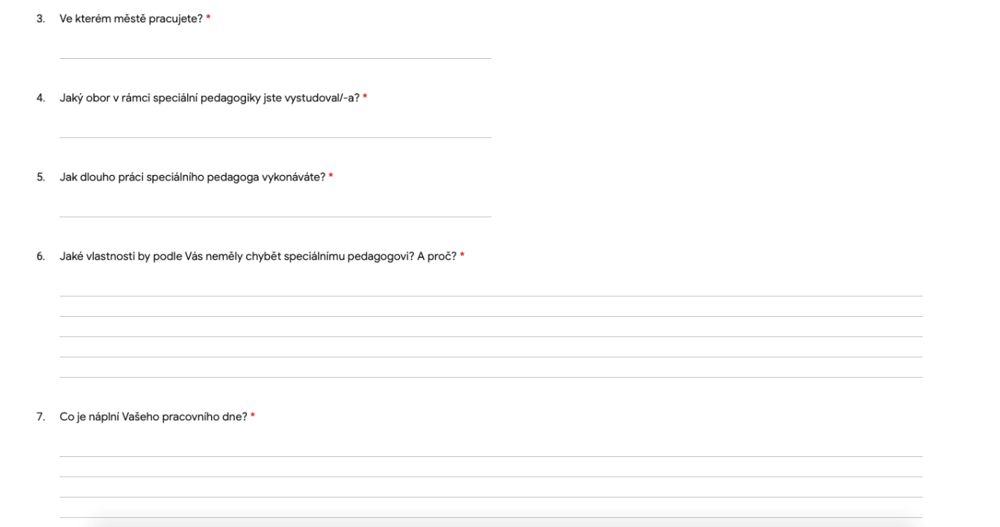 3. Ve kterém městě pracujete? *
4. Jaký obor v rámci speciální pedagogiky jste vystudoval/-a? *
5. Jak dlouho práci speciálního pedagoga vykonáváte? *
6. Jaké vlastnosti by podle Vás neměly chybět speciálnímu pedagogovi? A proč? *
7. Co je náplní Vašeho pracovního dne? *